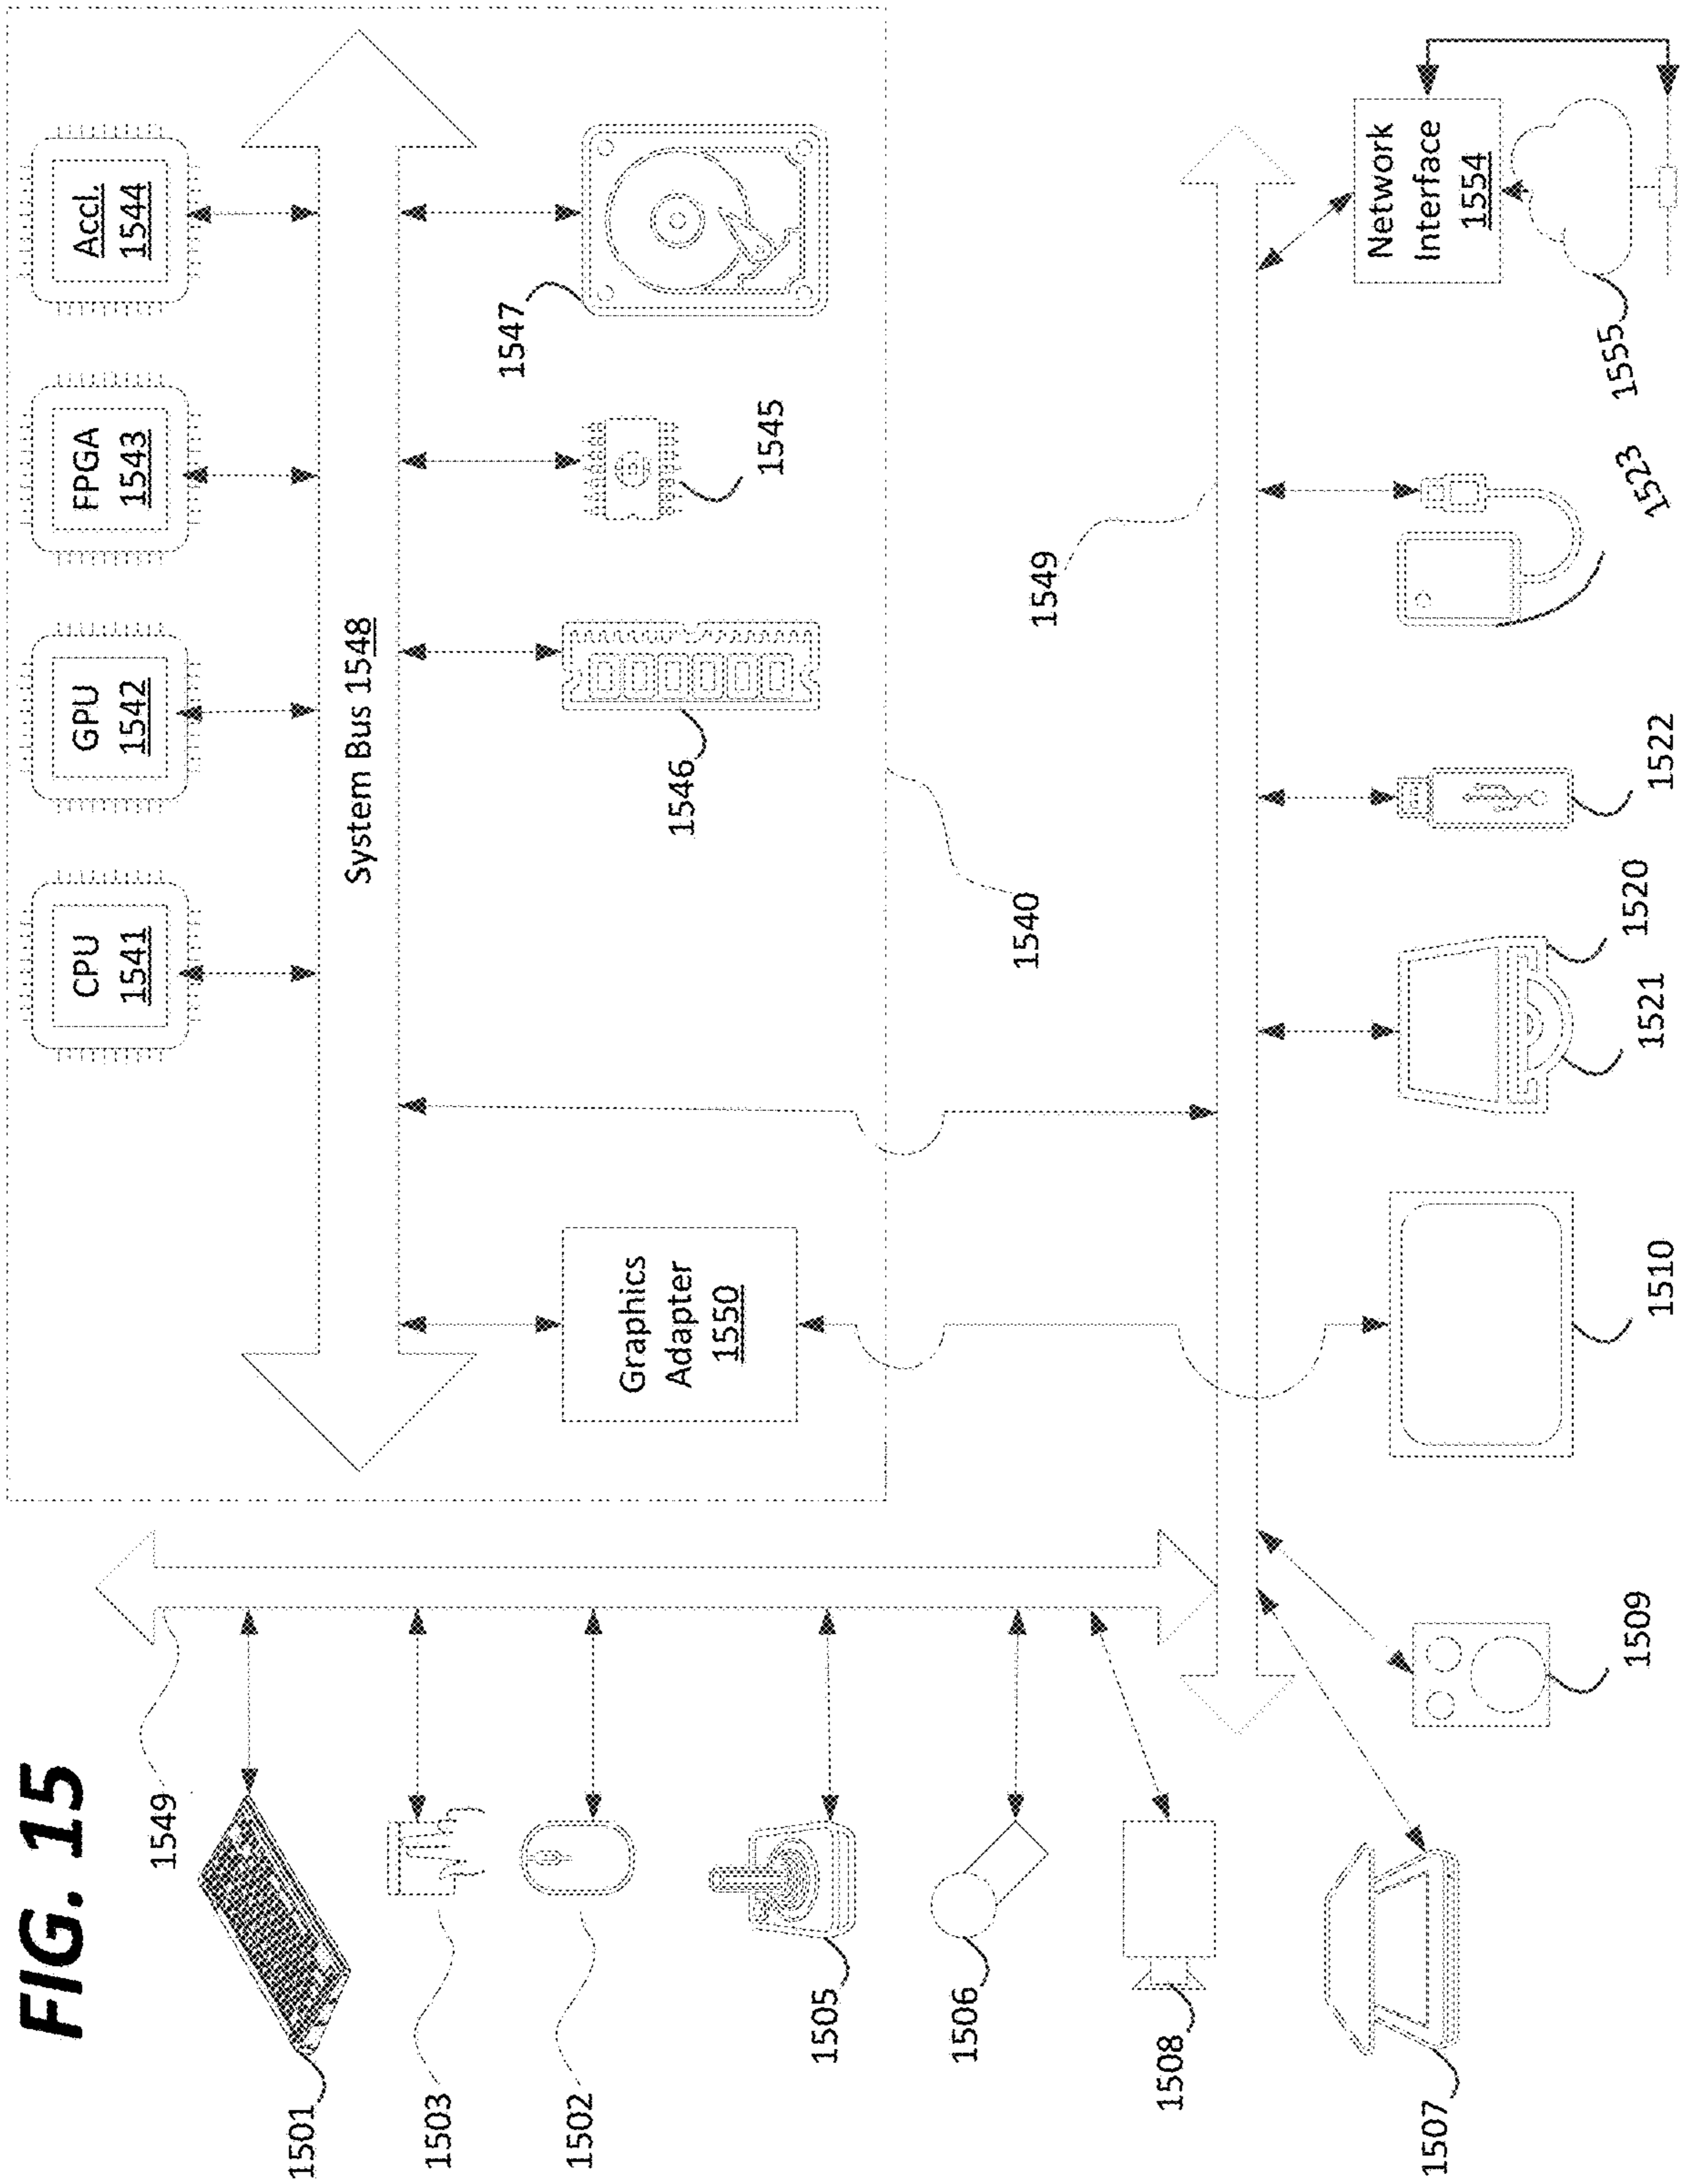 FIG. 15
CPU
1541
GPU
1542
FPGA
1543
Accl.
1544
System Bus 1548
Graphics
Adapter
1550
1546
1545
1547
1540
1549
1549
1501
1503
1502
1505
1506
1508
1507
1509
1510
1521
1520
1522
1523
Network
Interface
1554
1555